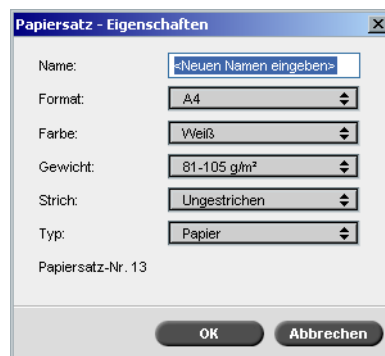 Papiersatz - Eigenschaften
Name: <Neuen Namen eingeben>
Format: A4
Farbe: Weiß
Gewicht: 81-105 g/m²
Strich: Ungestrichen
Typ: Papier
Papiersatz-Nr. 13
OK Abbrechen